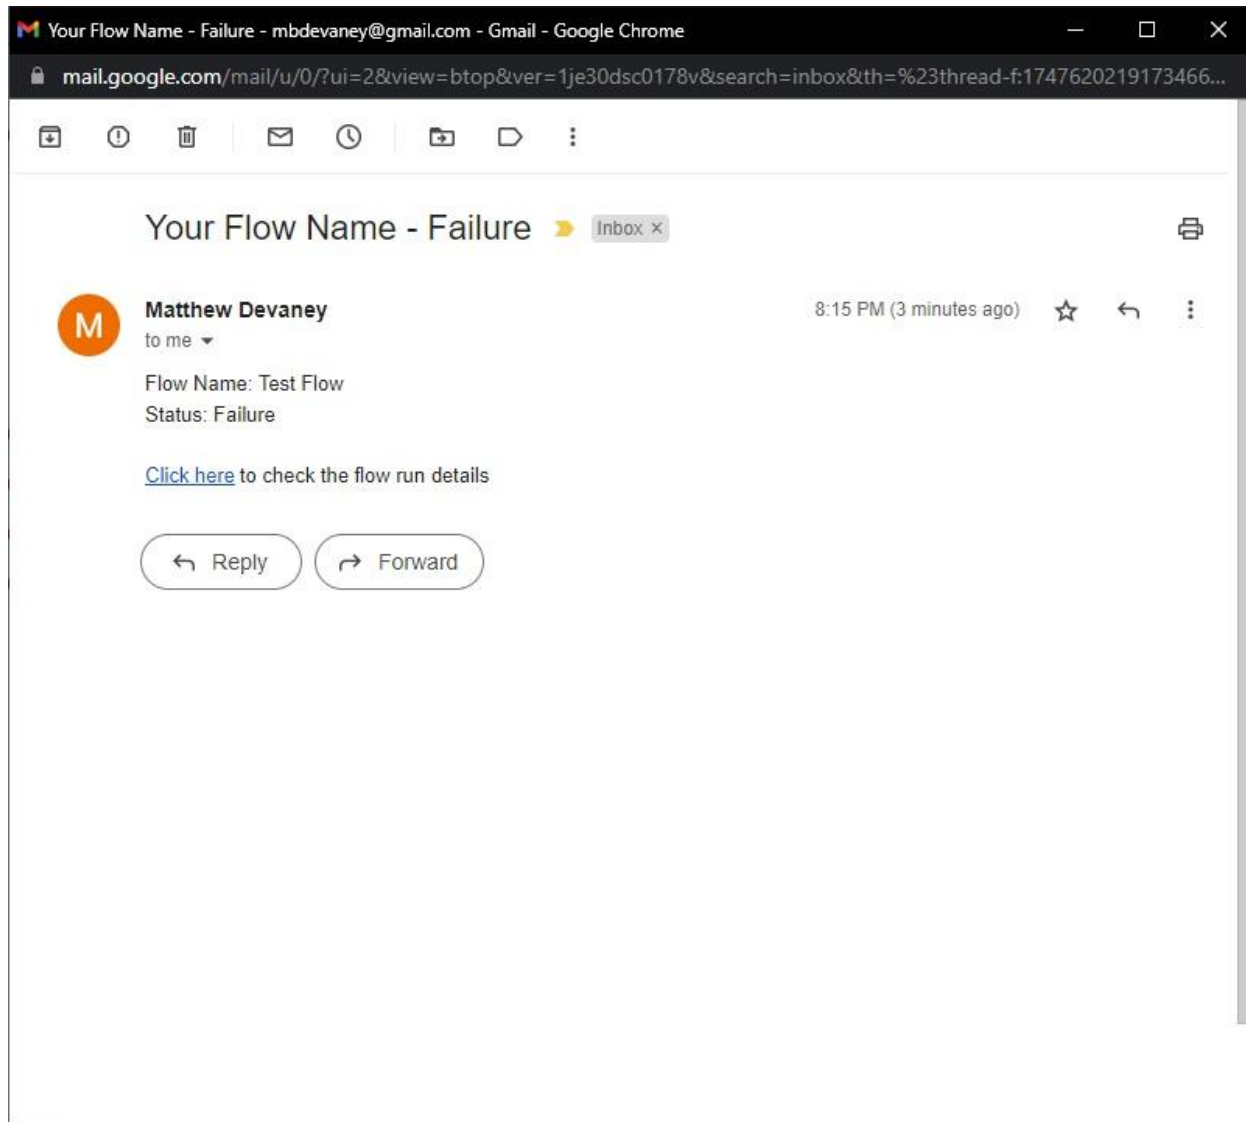 Your Flow Name - Failure - mbdevaney@gmail.com - Gmail - Google Chrome
mail.google.com/mail/u/0/?ui=2&view=btop&ver=1je30dsc0178v&search=inbox&th=%23thread-f:1747620219173466...
Your Flow Name - Failure Inbox ×
Matthew Devaney 8:15 PM (3 minutes ago)
to me
Flow Name: Test Flow
Status: Failure
Click here to check the flow run details
Reply Forward